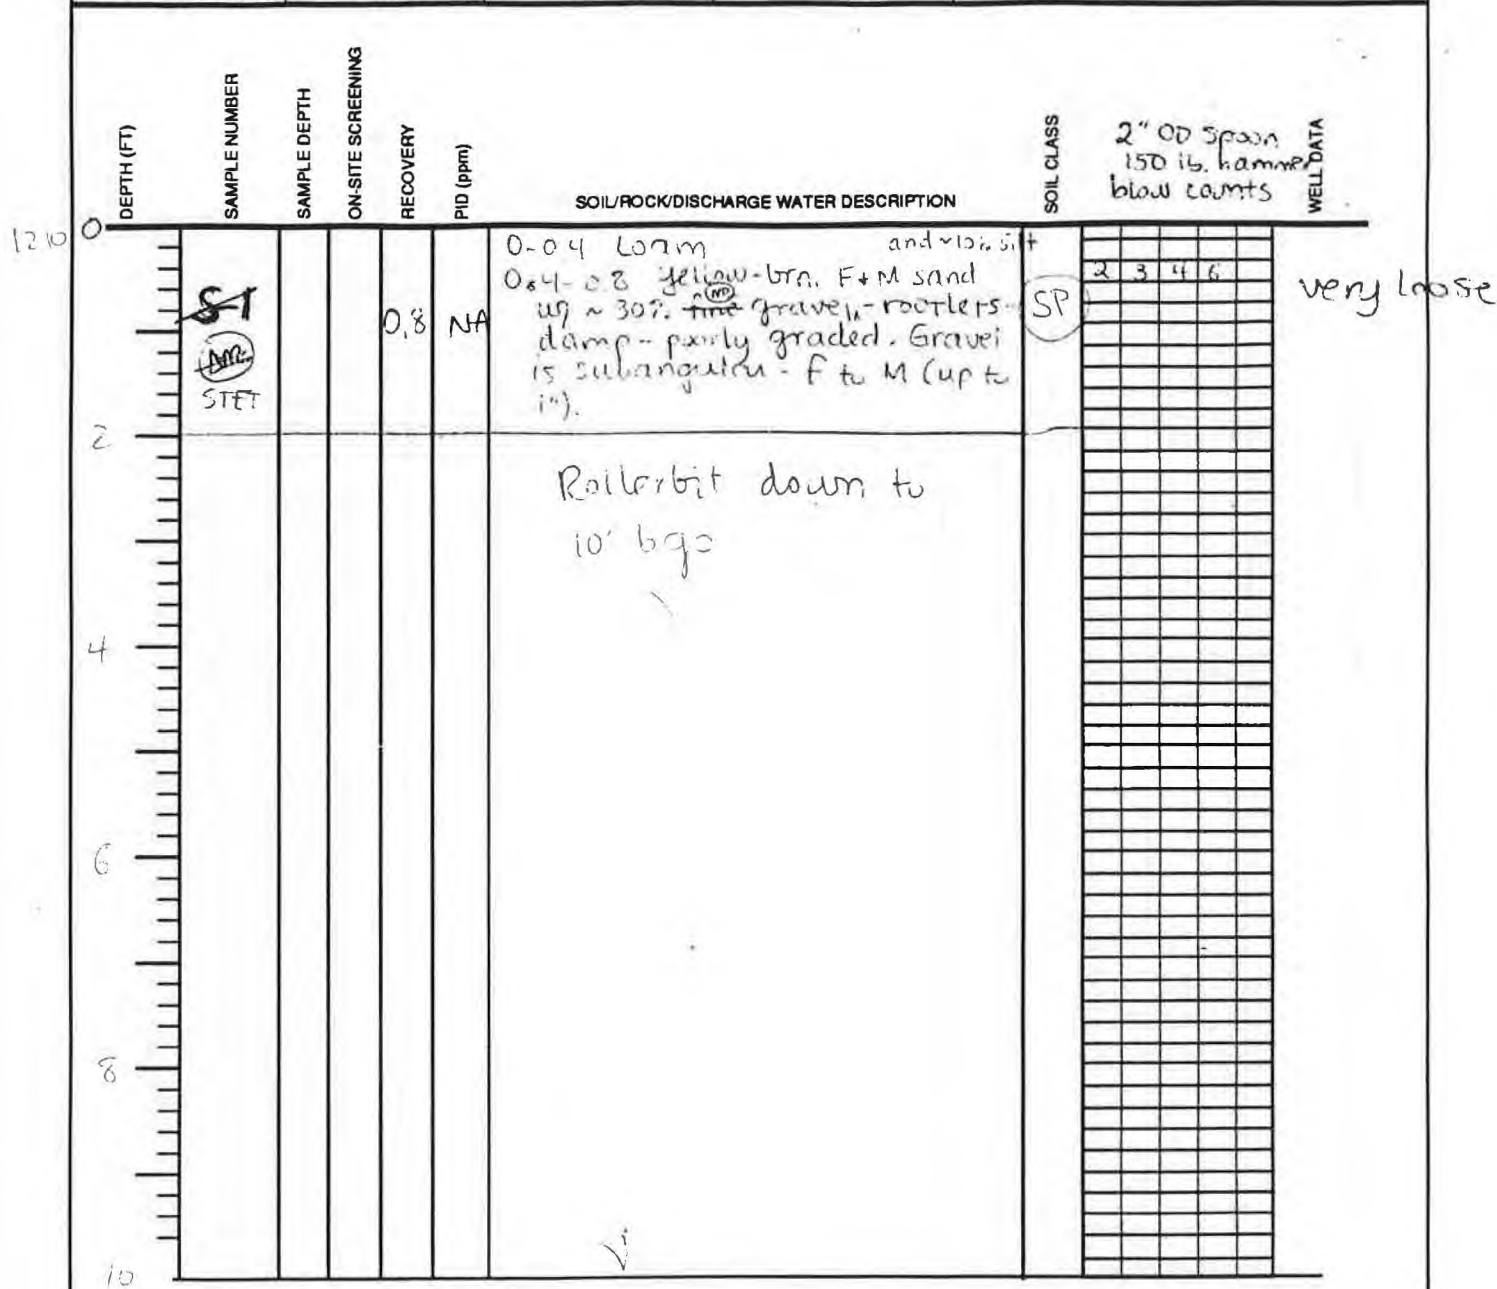 DEPTH (FT)
SAMPLE NUMBER
SAMPLE DEPTH
ON-SITE SCREENING
RECOVERY
PID (ppm)
SOIL/ROCK/DISCHARGE WATER DESCRIPTION
SOIL CLASS
2" OD Spoon
150 lb. hammer
blow counts
WELL DATA
1210
0
0-04 Loam
and ~10% silt
0.4-0.8 yellow-brn. F+M sand
w/ ~ 30% fine gravel, - rootlets -
damp - poorly graded. Gravel
is subangular - F to M (up to
1").
S-1
STET
0.8
NA
SP
2 3 4 6
very loose
2
Rollerbit down to
10' bgs
4
6
8
10